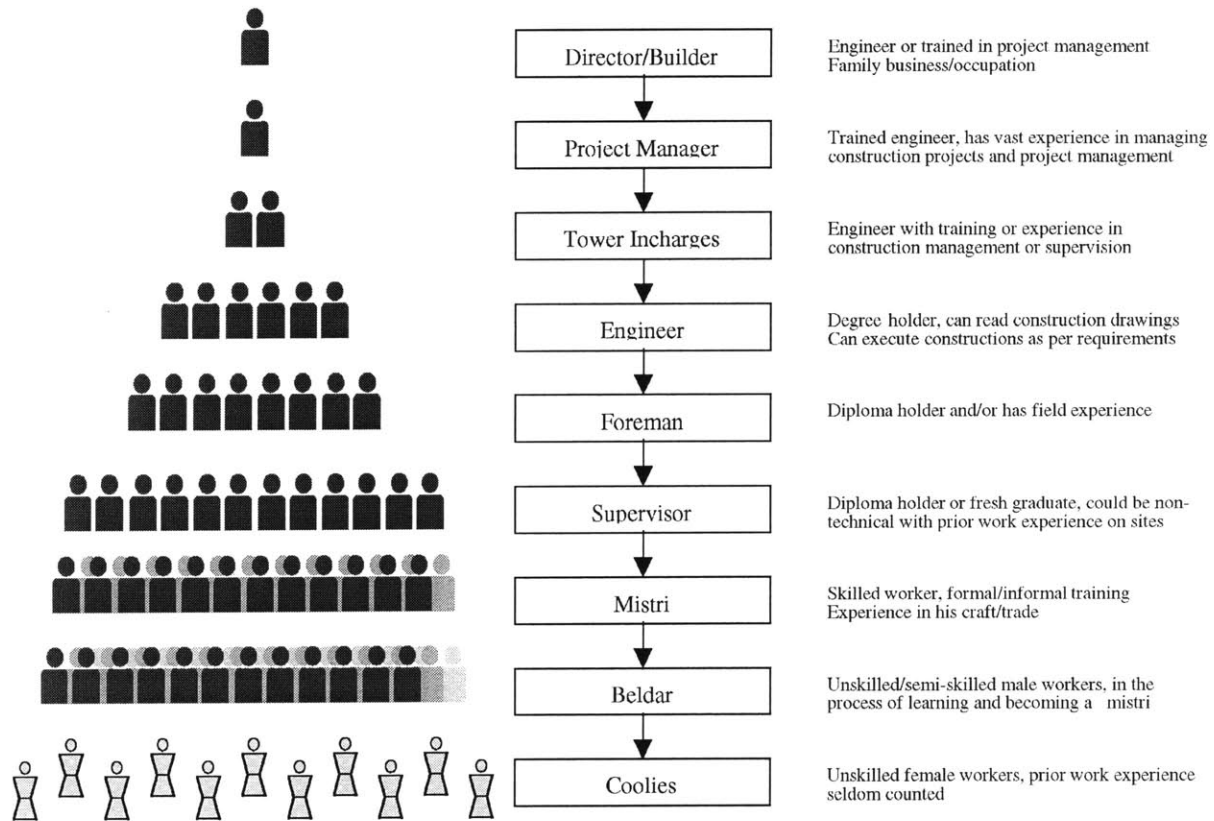 Director/Builder
Engineer or trained in project management
Family business/occupation
Project Manager
Trained engineer, has vast experience in managing
construction projects and project management
Tower Incharges
Engineer with training or experience in
construction management or supervision
Engineer
Degree holder, can read construction drawings
Can execute constructions as per requirements
Foreman
Diploma holder and/or has field experience
Supervisor
Diploma holder or fresh graduate, could be non-
technical with prior work experience on sites
Mistri
Skilled worker, formal/informal training
Experience in his craft/trade
Beldar
Unskilled/semi-skilled male workers, in the
process of learning and becoming a mistri
Coolies
Unskilled female workers, prior work experience
seldom counted